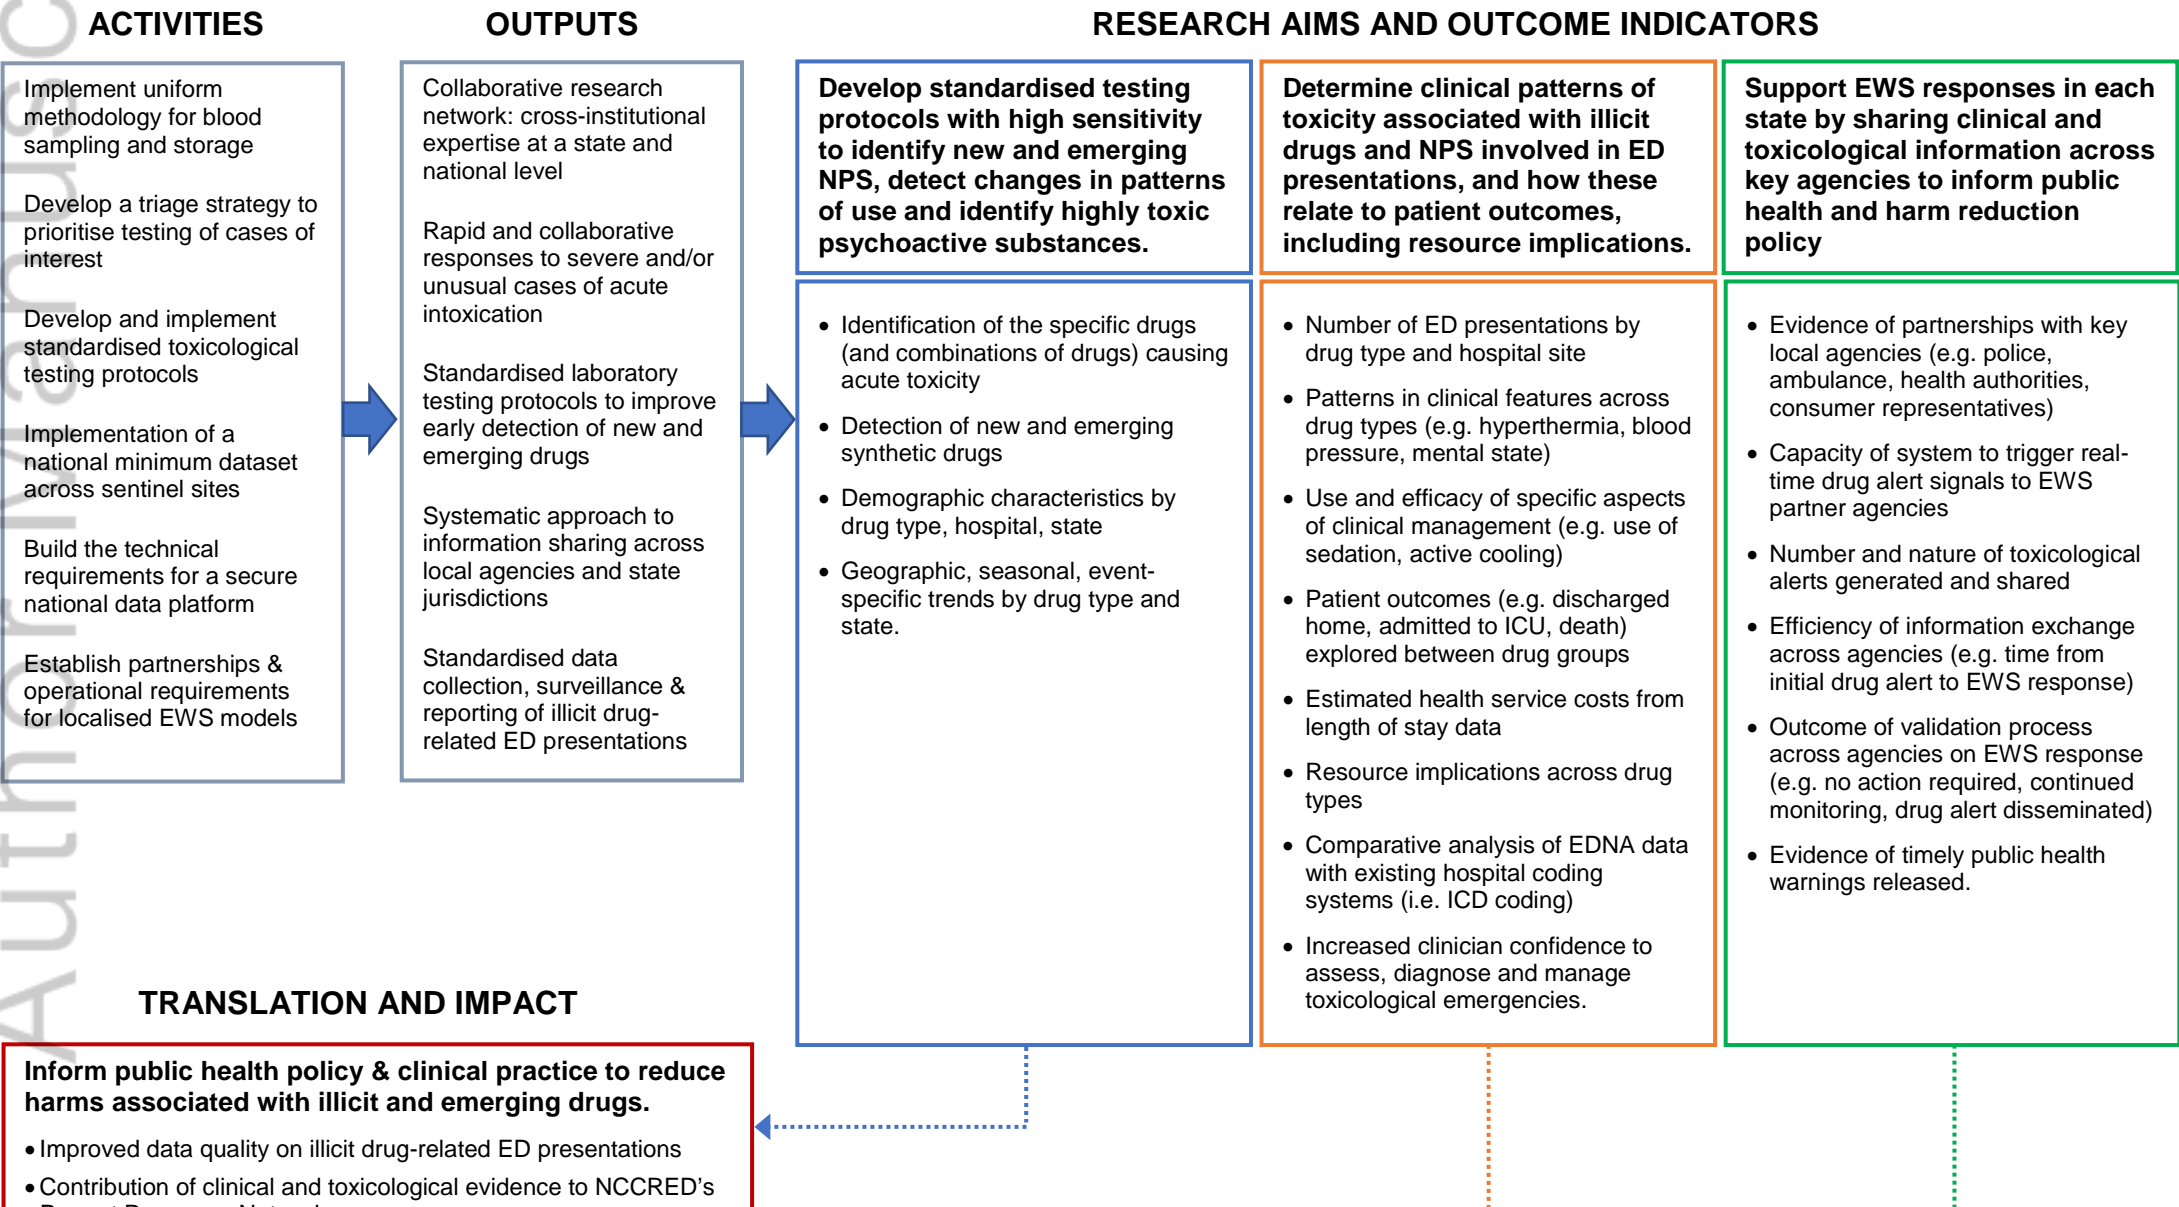 ACTIVITIES
Implement uniform
methodology for blood
sampling and storage
Develop a triage strategy to
prioritise testing of cases of
interest
Develop and implement
standardised toxicological
testing protocols
Implementation of a
national minimum dataset
across sentinel sites
Build the technical
requirements for a secure
national data platform
Establish partnerships &
operational requirements
for localised EWS models
OUTPUTS
Collaborative research
network: cross-institutional
expertise at a state and
national level
Rapid and collaborative
responses to severe and/or
unusual cases of acute
intoxication
Standardised laboratory
testing protocols to improve
early detection of new and
emerging drugs
Systematic approach to
information sharing across
local agencies and state
jurisdictions
Standardised data
collection, surveillance &
reporting of illicit drug-
related ED presentations
RESEARCH AIMS AND OUTCOME INDICATORS
Develop standardised testing
protocols with high sensitivity
to identify new and emerging
NPS, detect changes in patterns
of use and identify highly toxic
psychoactive substances.
• Identification of the specific drugs
(and combinations of drugs) causing
acute toxicity
• Detection of new and emerging
synthetic drugs
• Demographic characteristics by
drug type, hospital, state
• Geographic, seasonal, event-
specific trends by drug type and
state.
Determine clinical patterns of
toxicity associated with illicit
drugs and NPS involved in ED
presentations, and how these
relate to patient outcomes,
including resource implications.
• Number of ED presentations by
drug type and hospital site
• Patterns in clinical features across
drug types (e.g. hyperthermia, blood
pressure, mental state)
• Use and efficacy of specific aspects
of clinical management (e.g. use of
sedation, active cooling)
• Patient outcomes (e.g. discharged
home, admitted to ICU, death)
explored between drug groups
• Estimated health service costs from
length of stay data
• Resource implications across drug
types
• Comparative analysis of EDNA data
with existing hospital coding
systems (i.e. ICD coding)
• Increased clinician confidence to
assess, diagnose and manage
toxicological emergencies.
Support EWS responses in each
state by sharing clinical and
toxicological information across
key agencies to inform public
health and harm reduction
policy
• Evidence of partnerships with key
local agencies (e.g. police,
ambulance, health authorities,
consumer representatives)
• Capacity of system to trigger real-
time drug alert signals to EWS
partner agencies
• Number and nature of toxicological
alerts generated and shared
• Efficiency of information exchange
across agencies (e.g. time from
initial drug alert to EWS response)
• Outcome of validation process
across agencies on EWS response
(e.g. no action required, continued
monitoring, drug alert disseminated)
• Evidence of timely public health
warnings released.
TRANSLATION AND IMPACT
Inform public health policy & clinical practice to reduce
harms associated with illicit and emerging drugs.
• Improved data quality on illicit drug-related ED presentations
• Contribution of clinical and toxicological evidence to NCCRED's
Author Manusc